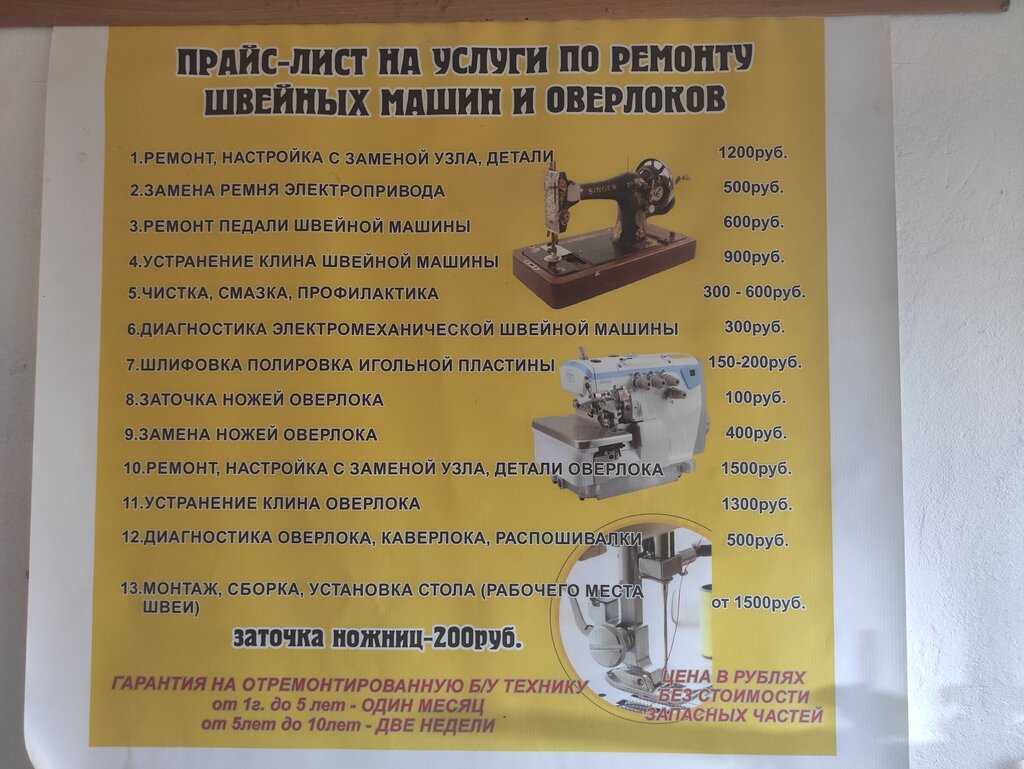 ПРАЙС-ЛИСТ НА УСЛУГИ ПО РЕМОНТУ
ШВЕЙНЫХ МАШИН И ОВЕРЛОКОВ
1.РЕМОНТ, НАСТРОЙКА С ЗАМЕНОЙ УЗЛА, ДЕТАЛИ 1200руб.
2.ЗАМЕНА РЕМНЯ ЭЛЕКТРОПРИВОДА 500руб.
SINGER
3.РЕМОНТ ПЕДАЛИ ШВЕЙНОЙ МАШИНЫ 600руб.
4.УСТРАНЕНИЕ КЛИНА ШВЕЙНОЙ МАШИНЫ 900руб.
5.ЧИСТКА, СМАЗКА, ПРОФИЛАКТИКА 300 - 600руб.
6.ДИАГНОСТИКА ЭЛЕКТРОМЕХАНИЧЕСКОЙ ШВЕЙНОЙ МАШИНЫ 300руб.
7.ШЛИФОВКА ПОЛИРОВКА ИГОЛЬНОЙ ПЛАСТИНЫ 150-200руб.
8.ЗАТОЧКА НОЖЕЙ ОВЕРЛОКА 100руб.
9.ЗАМЕНА НОЖЕЙ ОВЕРЛОКА 400руб.
10.РЕМОНТ, НАСТРОЙКА С ЗАМЕНОЙ УЗЛА, ДЕТАЛИ ОВЕРЛОКА 1500руб.
11.УСТРАНЕНИЕ КЛИНА ОВЕРЛОКА 1300руб.
12.ДИАГНОСТИКА ОВЕРЛОКА, КАВЕРЛОКА, РАСПОШИВАЛКИ 500руб.
13.МОНТАЖ, СБОРКА, УСТАНОВКА СТОЛА (РАБОЧЕГО МЕСТА
ШВЕИ) от 1500руб.
заточка ножниц-200руб.
ГАРАНТИЯ НА ОТРЕМОНТИРОВАННУЮ Б/У ТЕХНИКУ
от 1г. до 5 лет - ОДИН МЕСЯЦ
от 5лет до 10лет - ДВЕ НЕДЕЛИ
ЦЕНА В РУБЛЯХ
БЕЗ СТОИМОСТИ
ЗАПАСНЫХ ЧАСТЕЙ